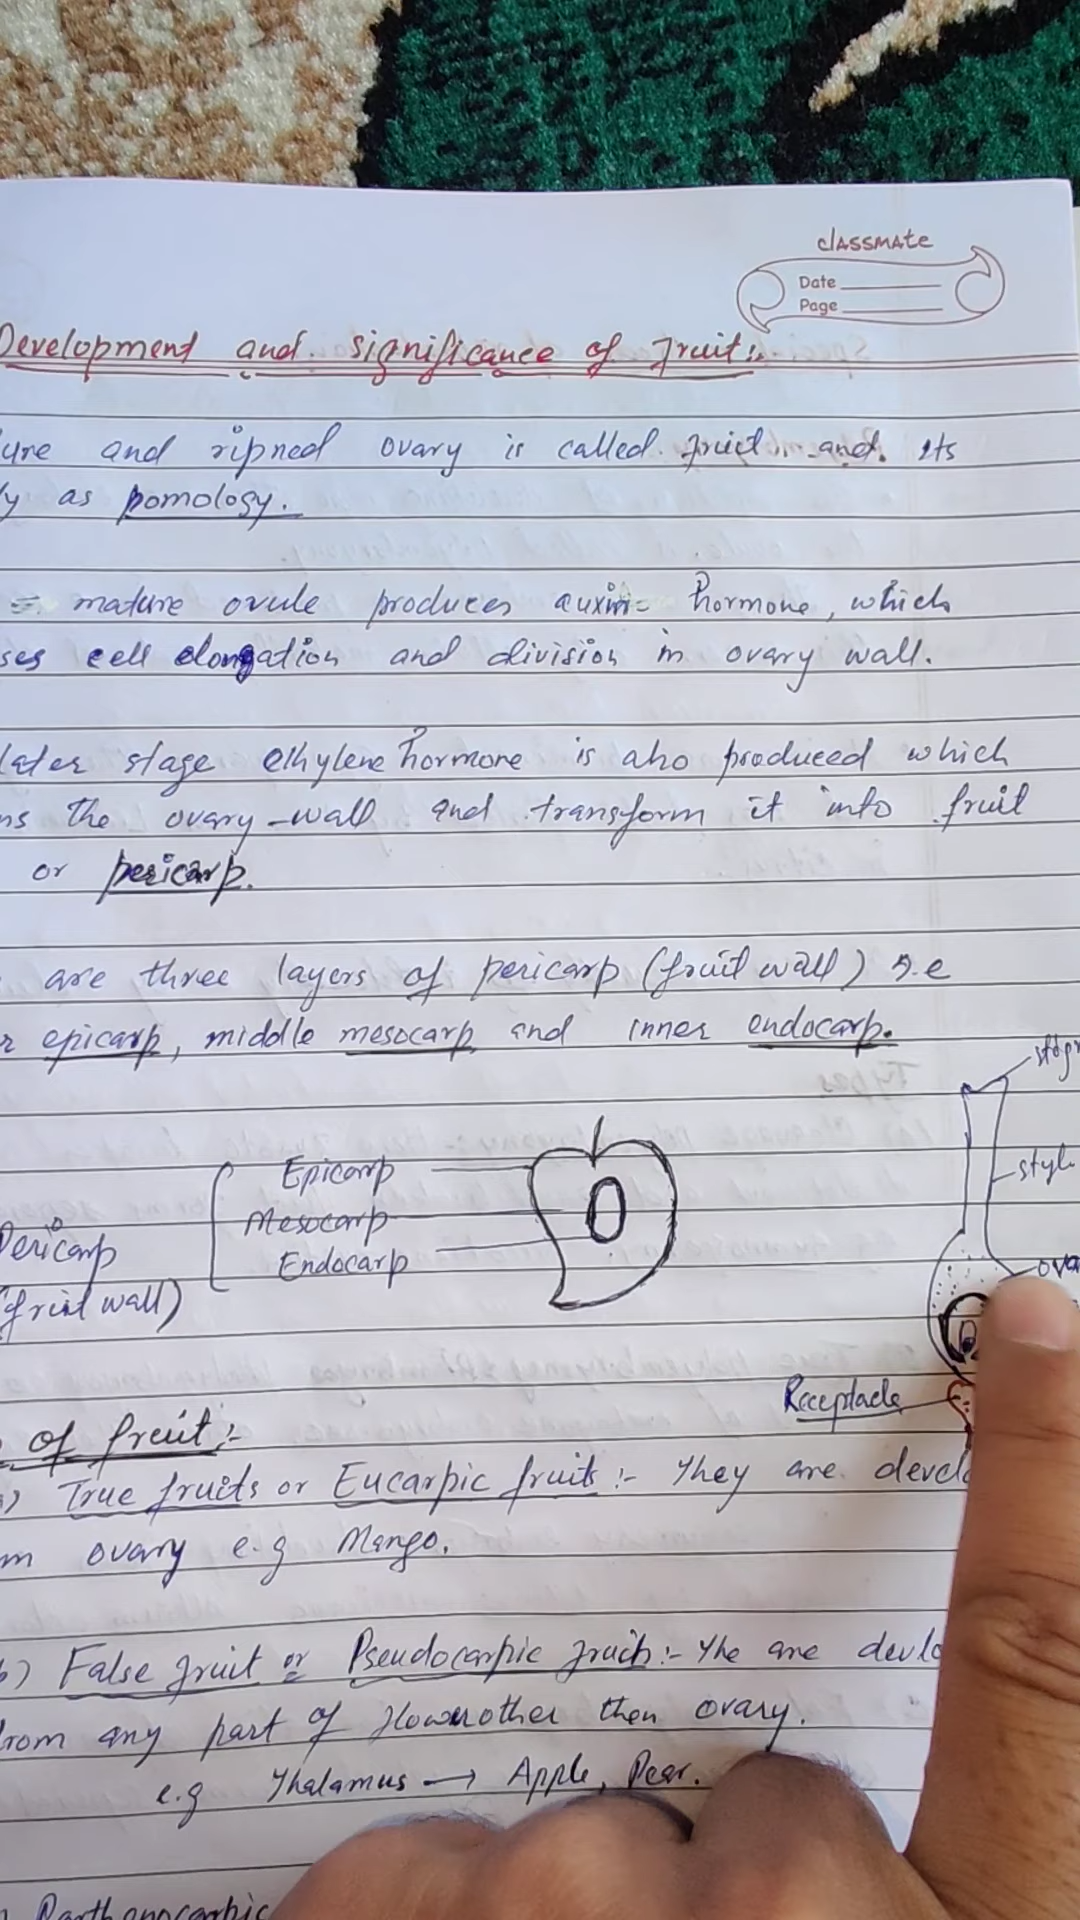 classmate
Date
Page
Development and significance of fruit:
ure and ripned ovary is called fruit and its
y as pomology.
mature ovule produces auxin hormone, which
ses cell elongation and division in ovary wall.
later stage ethylene hormone is also produced which
ns the ovary-wall and transform it into fruit
or pericarp.
are three layers of pericarp (fruit wall) i.e
r epicarp, middle mesocarp and inner endocarp.
stigm
Epicarp
style
Mesocarp
Pericarp
Endocarp
ova
(fruit wall)
Receptacle
of fruit:-
a) True fruits or Eucarpic fruit:- They are develo
m ovary e.g Mango.
b) False fruit or Pseudocarpic fruit:- The are devlo
from any part of flower other then ovary.
e.g Thalamus → Apple, Pear.
Parthenocarpic